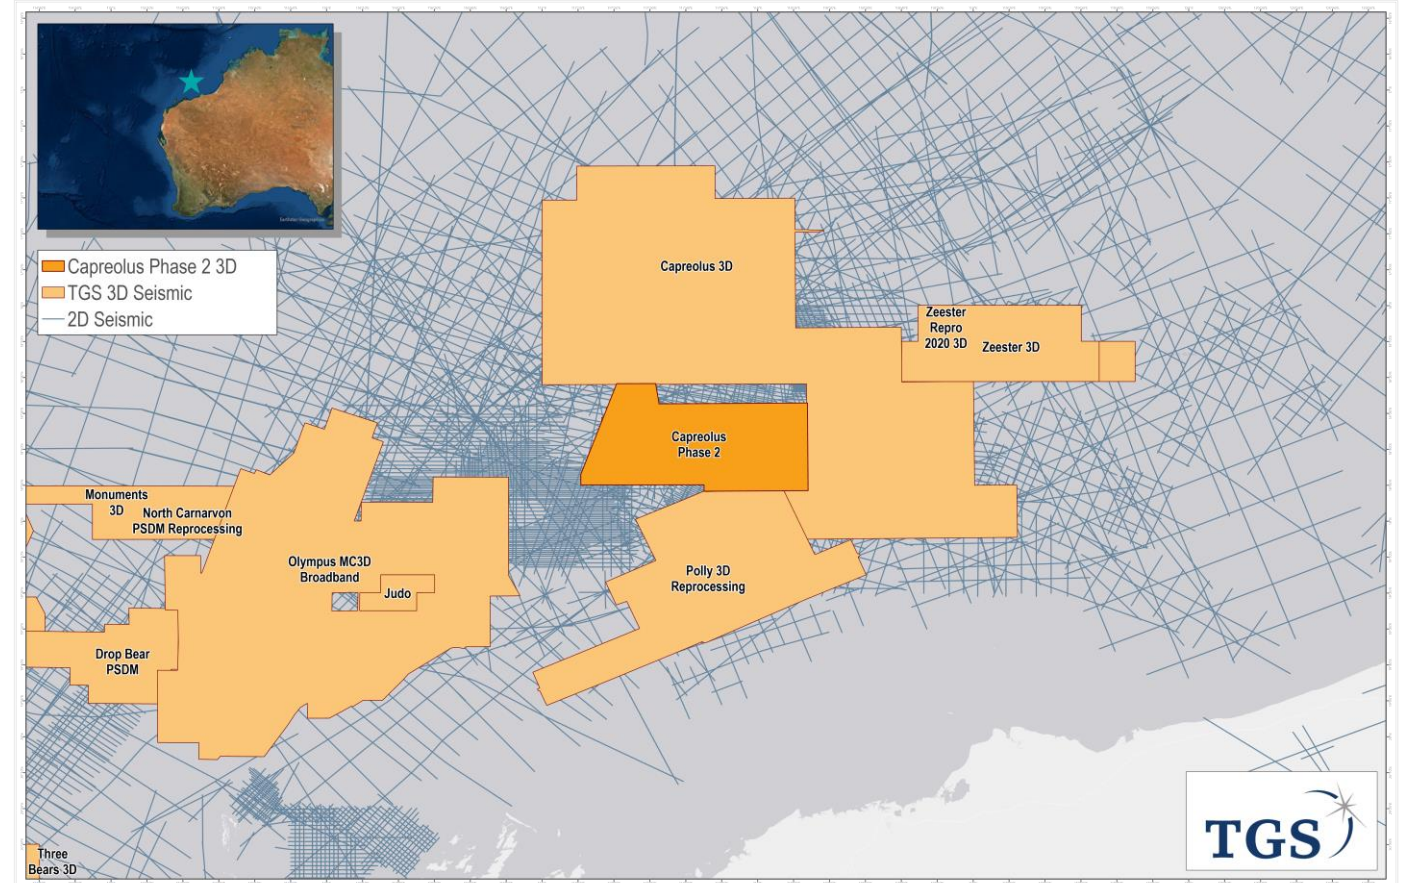 Capreolus Phase 2 3D
TGS 3D Seismic
2D Seismic
Capreolus 3D
Zeester
Repro
2020 3D
Zeester 3D
Capreolus
Phase 2
Monuments
3D
North Carnarvon
PSDM Reprocessing
Olympus MC3D
Broadband
Judo
Polly 3D
Reprocessing
Drop Bear
PSDM
Three
Bears 3D
TGS